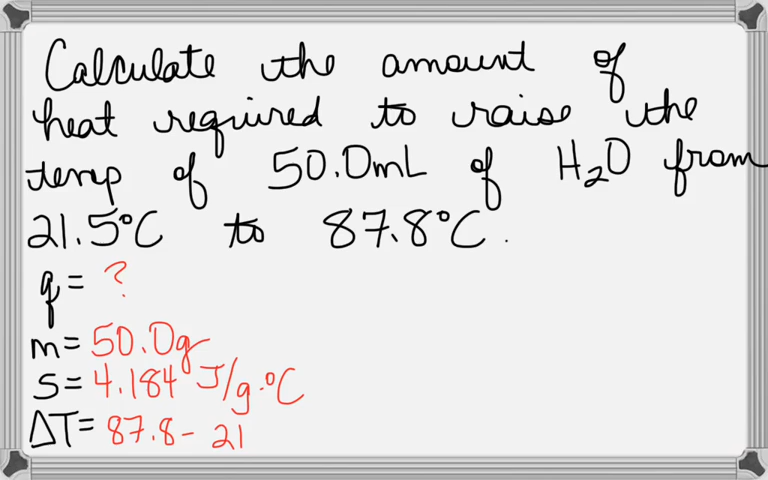 Calculate the amount of
heat required to raise the
temp of 50.0mL of H₂O from
21.5°C to 87.8°C.
q = ?
m = 50.0g
s = 4.184 J/g·°C
ΔT = 87.8 - 21